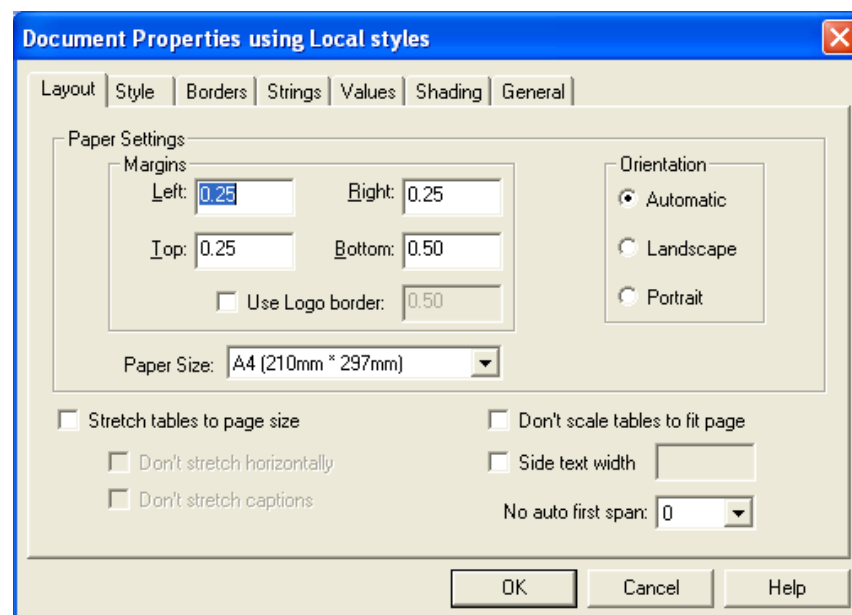 Document Properties using Local styles
Layout Style Borders Strings Values Shading General
Paper Settings
Margins
Orientation
Left: 0.25 Right: 0.25
Automatic
Top: 0.25 Bottom: 0.50
Landscape
Use Logo border: 0.50
Portrait
Paper Size: A4 (210mm * 297mm)
Stretch tables to page size
Don't scale tables to fit page
Don't stretch horizontally
Side text width
Don't stretch captions
No auto first span: 0
OK Cancel Help